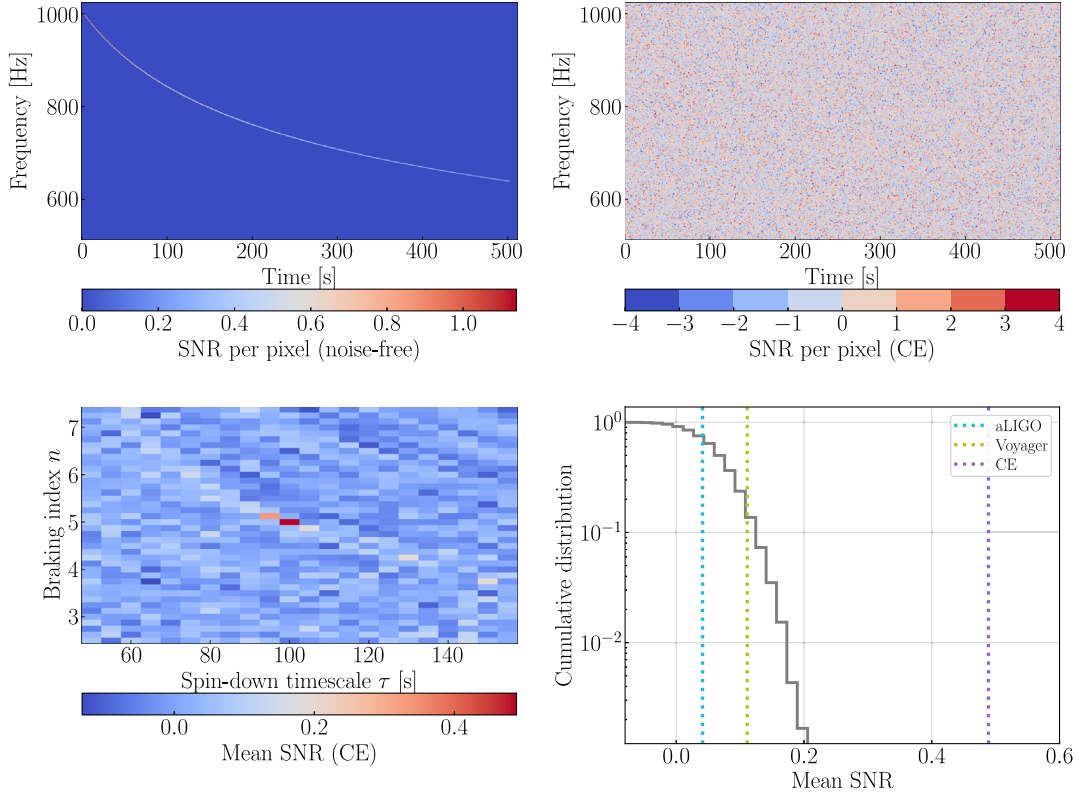 1000
800
600
Frequency [Hz]
0 100 200 300 400 500
Time [s]
0.0 0.2 0.4 0.6 0.8 1.0
SNR per pixel (noise-free)
1000
800
600
Frequency [Hz]
0 100 200 300 400 500
Time [s]
−4 −3 −2 −1 0 1 2 3 4
SNR per pixel (CE)
7
6
5
4
3
Braking index n
60 80 100 120 140
Spin-down timescale τ [s]
0.0 0.2 0.4
Mean SNR (CE)
10⁰
10⁻¹
10⁻²
Cumulative distribution
aLIGO
Voyager
CE
0.0 0.2 0.4 0.6
Mean SNR